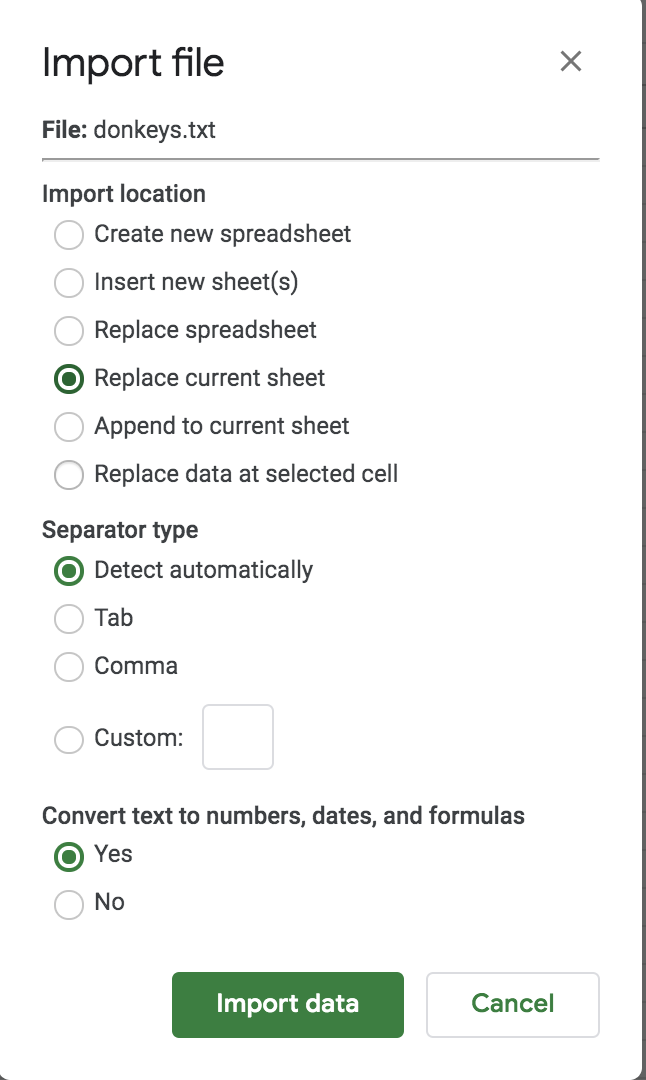 Import file
File: donkeys.txt
Import location
Create new spreadsheet
Insert new sheet(s)
Replace spreadsheet
Replace current sheet
Append to current sheet
Replace data at selected cell
Separator type
Detect automatically
Tab
Comma
Custom:
Convert text to numbers, dates, and formulas
Yes
No
Import data
Cancel